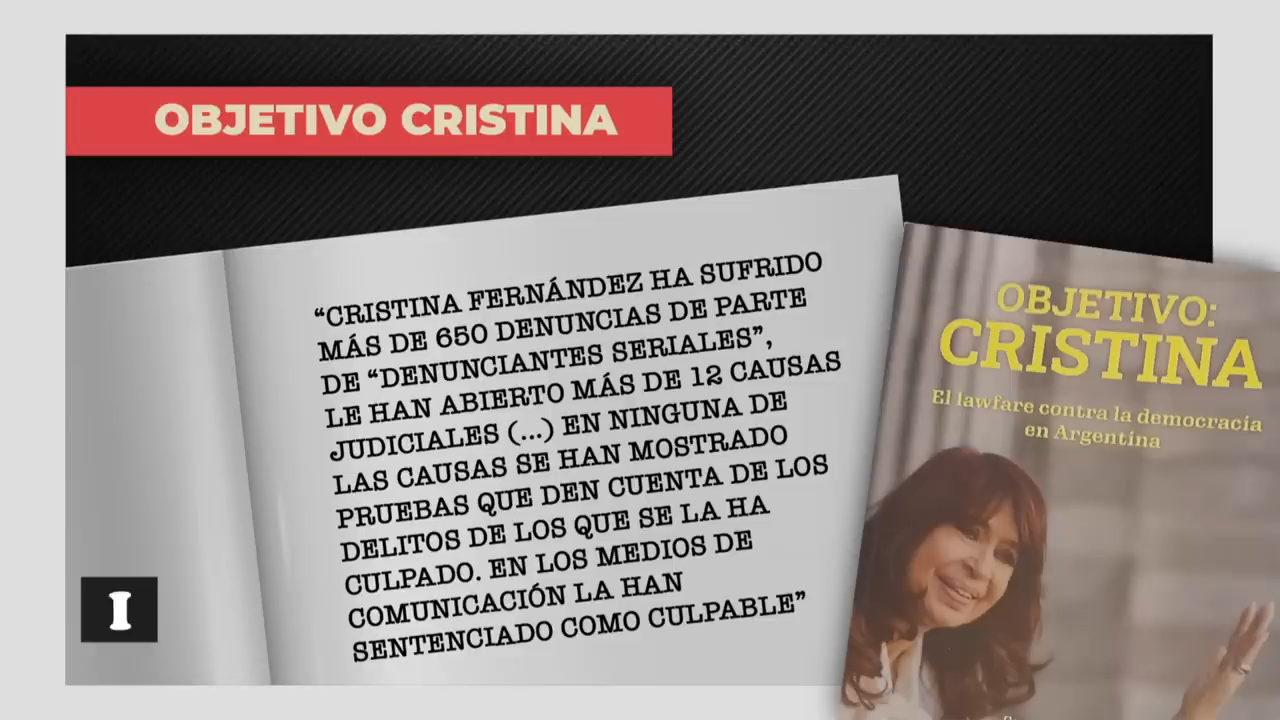 OBJETIVO CRISTINA
“CRISTINA FERNÁNDEZ HA SUFRIDO
MÁS DE 650 DENUNCIAS DE PARTE
DE “DENUNCIANTES SERIALES”,
LE HAN ABIERTO MÁS DE 12 CAUSAS
JUDICIALES (...) EN NINGUNA DE
LAS CAUSAS SE HAN MOSTRADO
PRUEBAS QUE DEN CUENTA DE LOS
DELITOS DE LOS QUE SE LA HA
CULPADO. EN LOS MEDIOS DE
COMUNICACIÓN LA HAN
SENTENCIADO COMO CULPABLE”
OBJETIVO:
CRISTINA
El lawfare contra la democracia
en Argentina
I